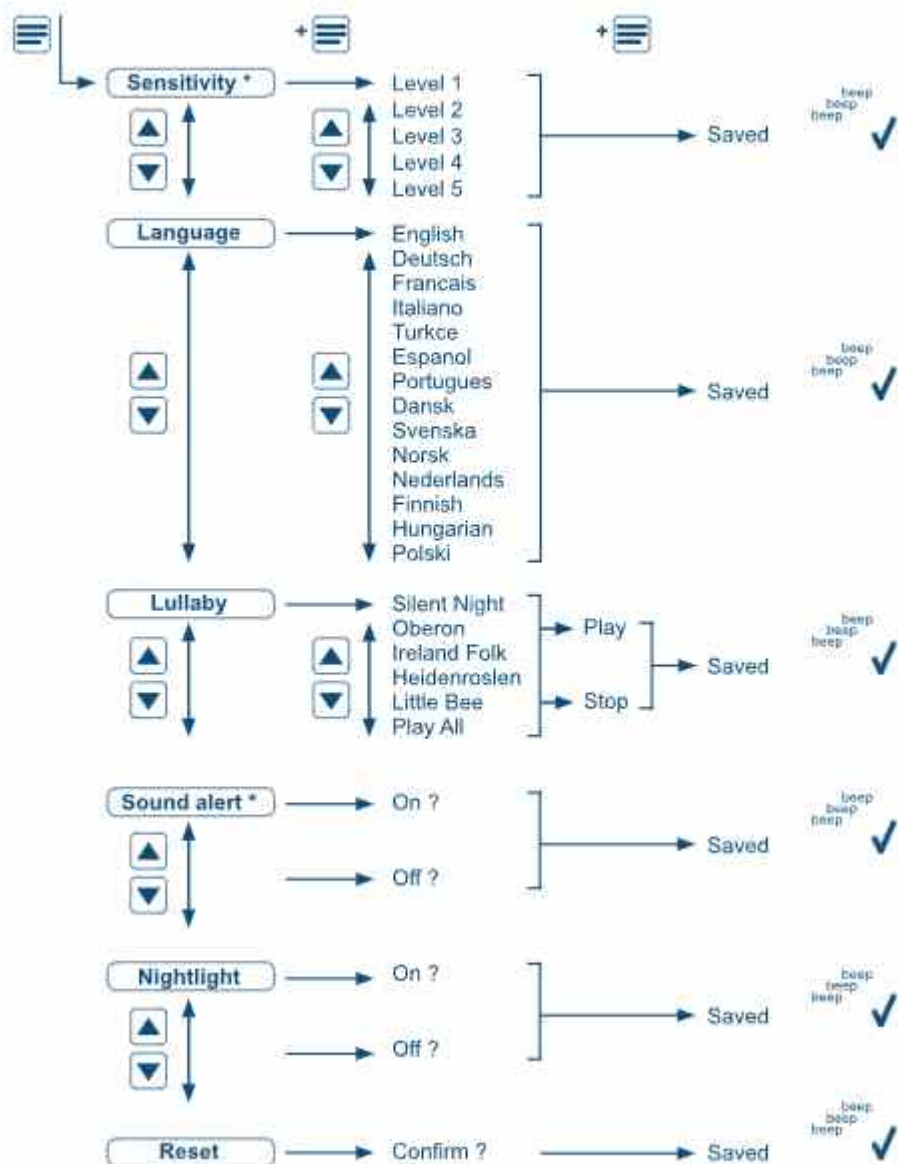 + +
Sensitivity * Level 1
Level 2
Level 3
Level 4
Level 5
Saved
beep
beep
beep
Language English
Deutsch
Francais
Italiano
Turkce
Espanol
Portugues
Dansk
Svenska
Norsk
Nederlands
Finnish
Hungarian
Polski
Saved
beep
beep
beep
Lullaby Silent Night
Oberon
Ireland Folk
Heidenroslen
Little Bee
Play All
Play
Stop
Saved
beep
beep
beep
Sound alert * On ?
Off ?
Saved
beep
beep
beep
Nightlight On ?
Off ?
Saved
beep
beep
beep
Reset Confirm ? Saved
beep
beep
beep